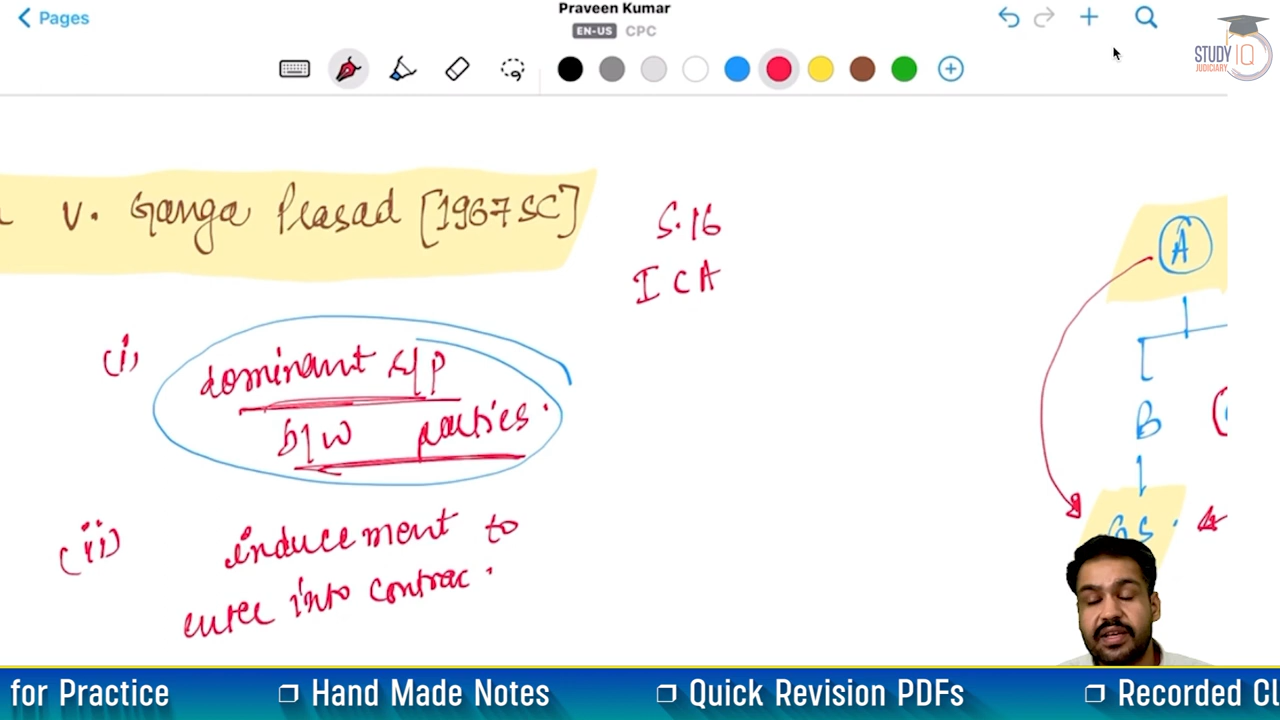 Pages
Praveen Kumar
EN-US CPC
STUDY IQ
JUDICIARY
v. Ganga Prasad [1967 SC]
S.16
ICA
A
(i)
dominant r/p
b/w parties.
B
(ii)
inducement to
enter into contrac.
GS.
for Practice ❐ Hand Made Notes ❐ Quick Revision PDFs ❐ Recorded Cl